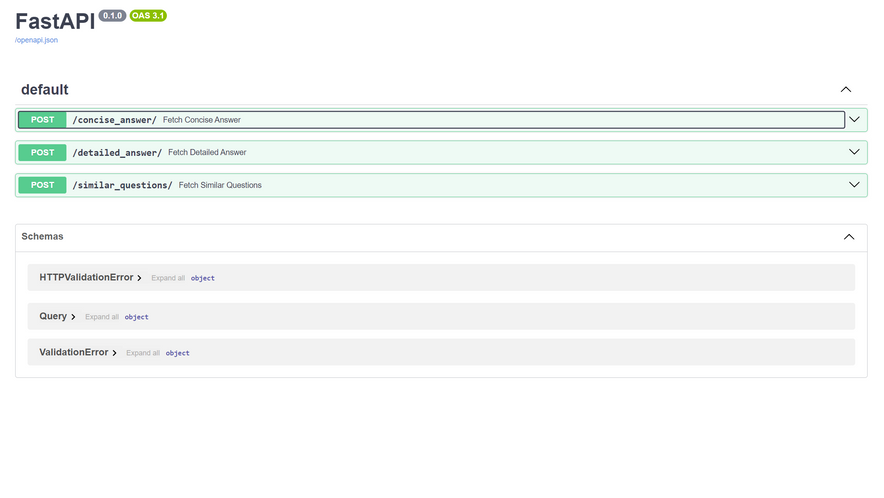 FastAPI 0.1.0 OAS 3.1
/openapi.json
default
POST /concise_answer/ Fetch Concise Answer
POST /detailed_answer/ Fetch Detailed Answer
POST /similar_questions/ Fetch Similar Questions
Schemas
HTTPValidationError Expand all object
Query Expand all object
ValidationError Expand all object